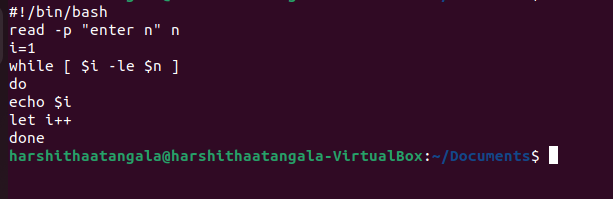 #!/bin/bash
read -p "enter n" n
i=1
while [ $i -le $n ]
do
echo $i
let i++
done
harshithaatangala@harshithaatangala-VirtualBox:~/Documents$